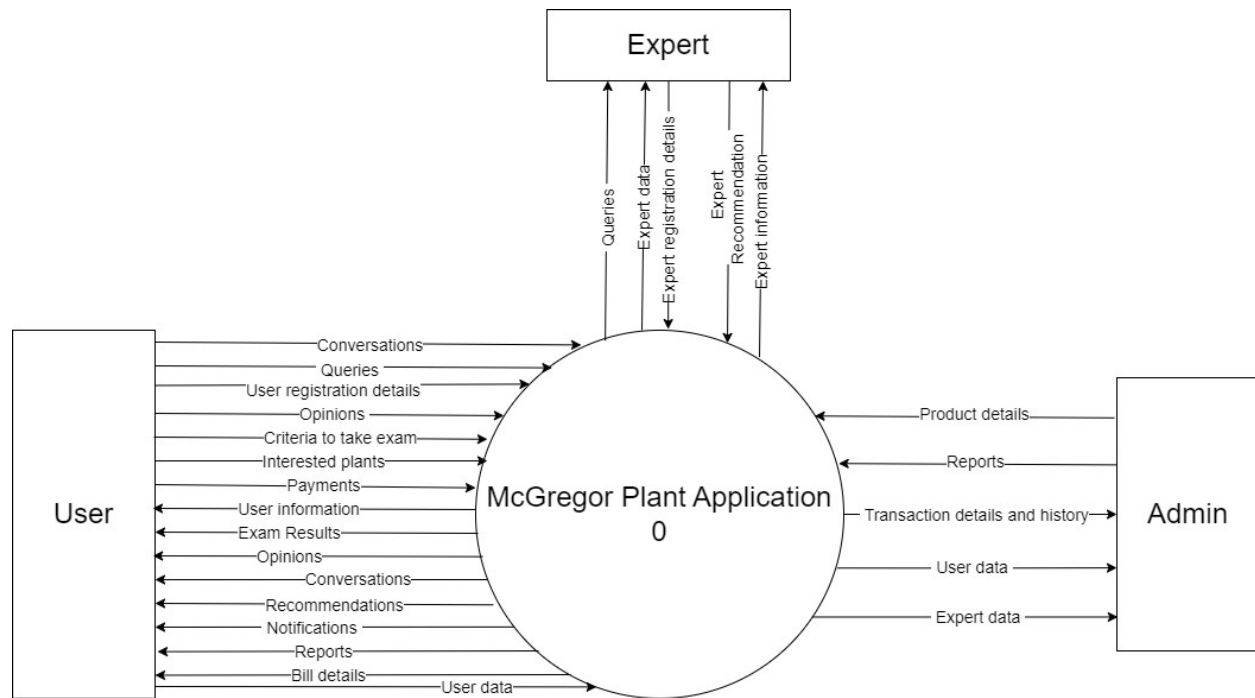 Expert
Queries
Expert data
Expert registration details
Expert
Recommendation
Expert information
Conversations
Queries
User registration details
Opinions
Criteria to take exam
Interested plants
Payments
User information
Exam Results
Opinions
Conversations
Recommendations
Notifications
Reports
Bill details
User data
User
McGregor Plant Application
0
Product details
Reports
Transaction details and history
User data
Expert data
Admin